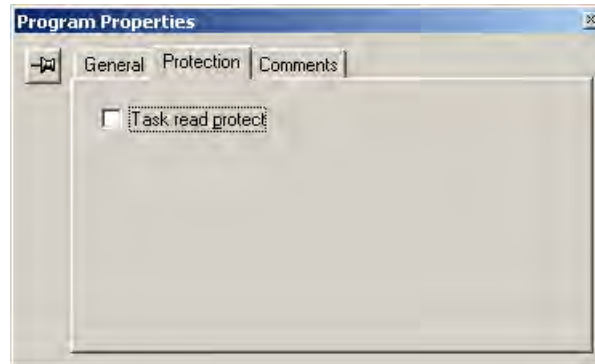 Program Properties
General Protection Comments
Task read protect